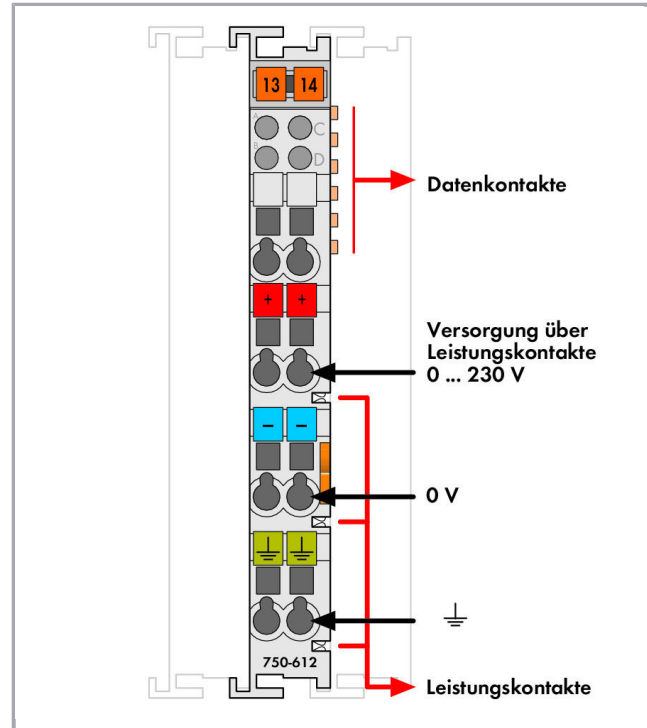 13 14
A C
B D
Datenkontakte
+ +
Versorgung über
Leistungskontakte
0 ... 230 V
− −
0 V
750-612
Leistungskontakte